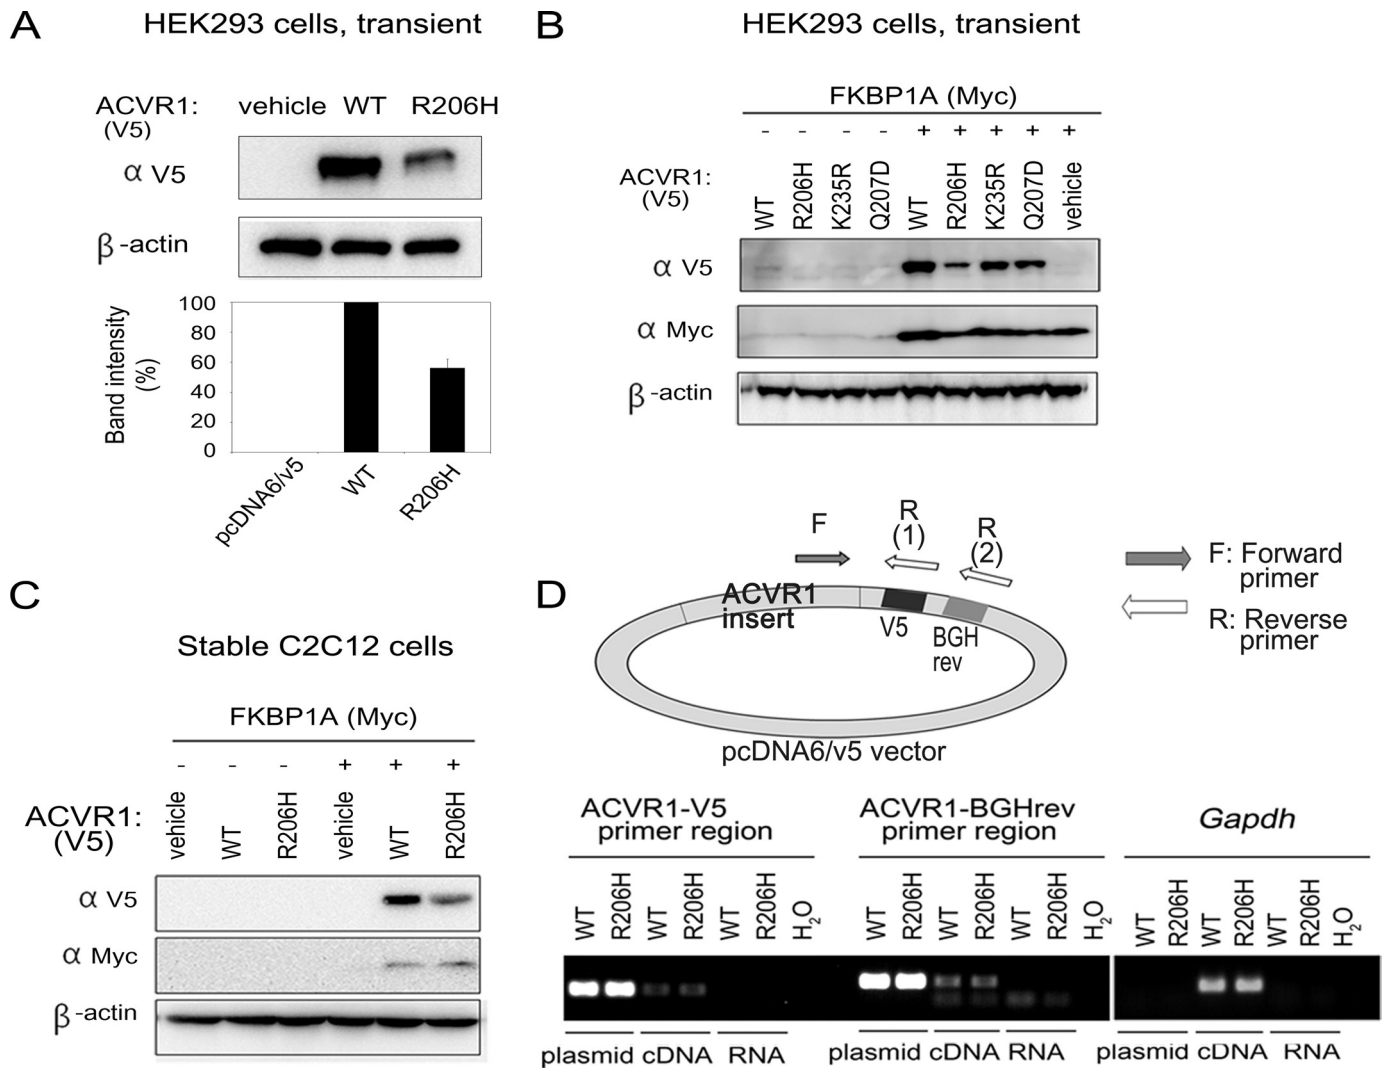 A
HEK293 cells, transient
ACVR1: vehicle WT R206H
(V5)
α V5
β -actin
Band intensity
(%)
100
80
60
40
20
0
pcDNA6/v5 WT R206H
B
HEK293 cells, transient
FKBP1A (Myc)
- - - - + + + + +
ACVR1:
(V5)
WT R206H K235R Q207D WT R206H K235R Q207D vehicle
α V5
α Myc
β -actin
C
Stable C2C12 cells
FKBP1A (Myc)
- - - + + +
ACVR1:
(V5)
vehicle WT R206H vehicle WT R206H
α V5
α Myc
β -actin
D
F
R
(1)
R
(2)
F: Forward
primer
R: Reverse
primer
ACVR1
insert
V5
BGH
rev
pcDNA6/v5 vector
ACVR1-V5
primer region
ACVR1-BGHrev
primer region
Gapdh
WT R206H WT R206H WT R206H H2O
WT R206H WT R206H WT R206H H2O
WT R206H WT R206H WT R206H H2O
plasmid cDNA RNA
plasmid cDNA RNA
plasmid cDNA RNA